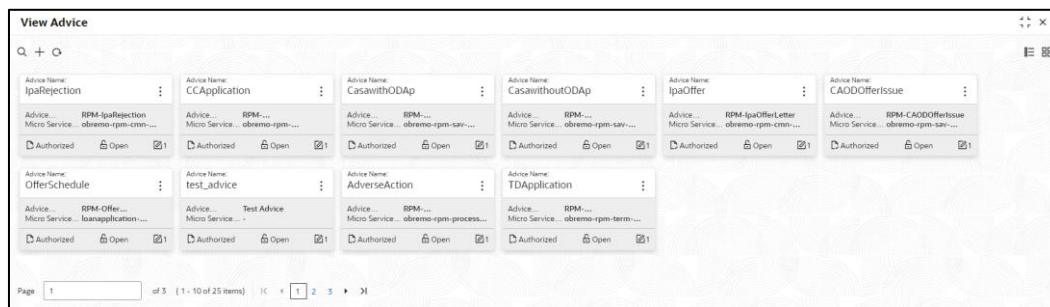 View Advice
Advice Name:
IpaRejection
Advice... RPM-IpaRejection
Micro Service... obremo-rpm-cmn-...
Authorized Open 1
Advice Name:
CCApplication
Advice... RPM-...
Micro Service... obremo-rpm-...
Authorized Open 1
Advice Name:
CasawithODAp
Advice... RPM-...
Micro Service... obremo-rpm-sav-...
Authorized Open 1
Advice Name:
CasawithoutODAp
Advice... RPM-...
Micro Service... obremo-rpm-sav-...
Authorized Open 1
Advice Name:
IpaOffer
Advice... RPM-IpaOfferLetter
Micro Service... obremo-rpm-cmn-...
Authorized Open 1
Advice Name:
CAODOfferIssue
Advice... RPM-CAODOfferIssue
Micro Service... obremo-rpm-sav-...
Authorized Open 1
Advice Name:
OfferSchedule
Advice... RPM-Offer...
Micro Service... loanapplication-...
Authorized Open 1
Advice Name:
test_advice
Advice... Test Advice
Micro Service... -
Authorized Open 1
Advice Name:
AdverseAction
Advice... RPM-...
Micro Service... obremo-rpm-process...
Authorized Open 1
Advice Name:
TDApplication
Advice... RPM-...
Micro Service... obremo-rpm-term-...
Authorized Open 1
Page 1 of 3 (1 - 10 of 25 items) 1 2 3